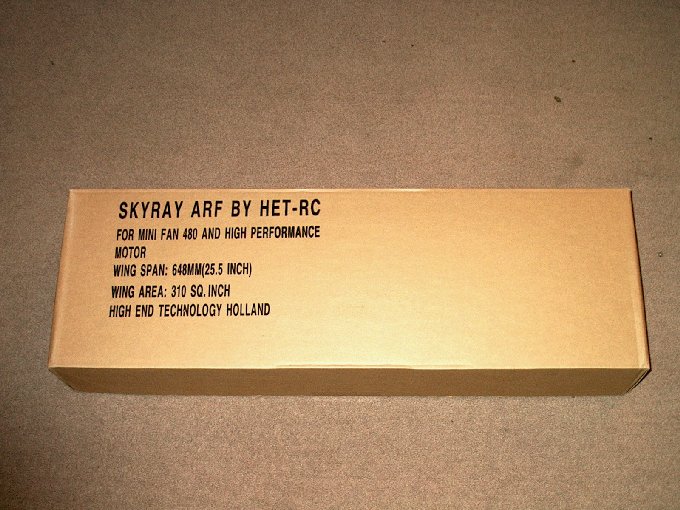 SKYRAY ARF BY HET-RC
FOR MINI FAN 480 AND HIGH PERFORMANCE
MOTOR
WING SPAN: 648MM(25.5 INCH)
WING AREA: 310 SQ.INCH
HIGH END TECHNOLOGY HOLLAND